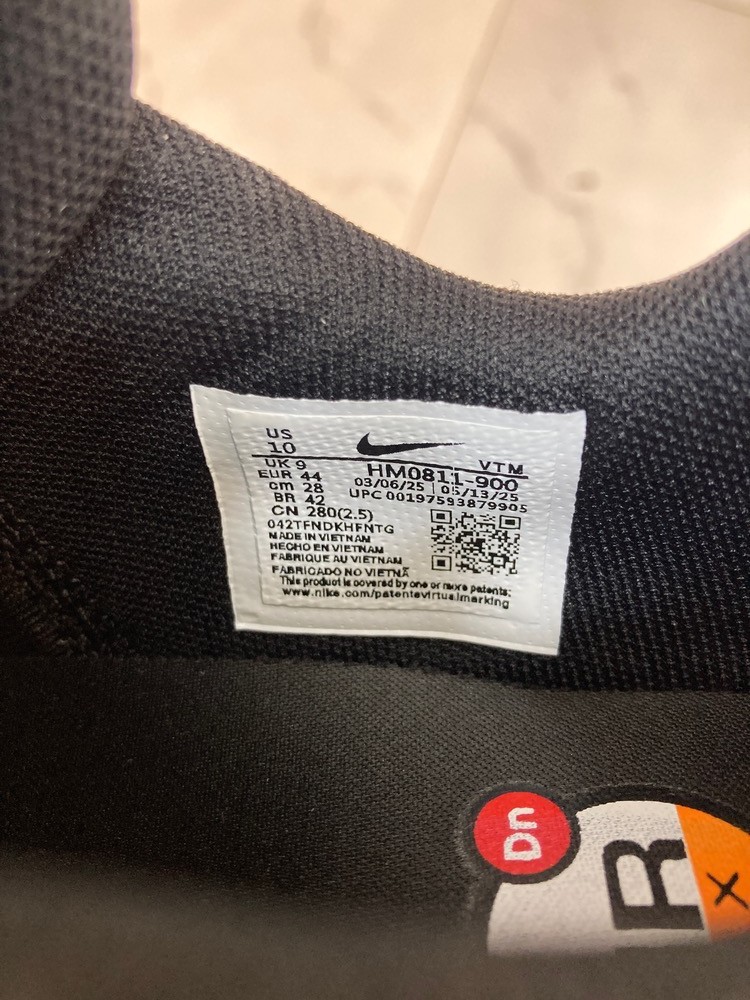 US
10
VTM
UK 9
HM0811-900
EUR 44
03/06/25 | 05/13/25
cm 28
UPC 00197593879905
BR 42
CN 280(2.5)
042TFNDKHFNTG
MADE IN VIETNAM
HECHO EN VIETNAM
FABRIQUE AU VIETNAM
FABRICADO NO VIETNÃ
This product is covered by one or more patents;
www.nike.com/patentsvirtualmarking
Dn
R
x